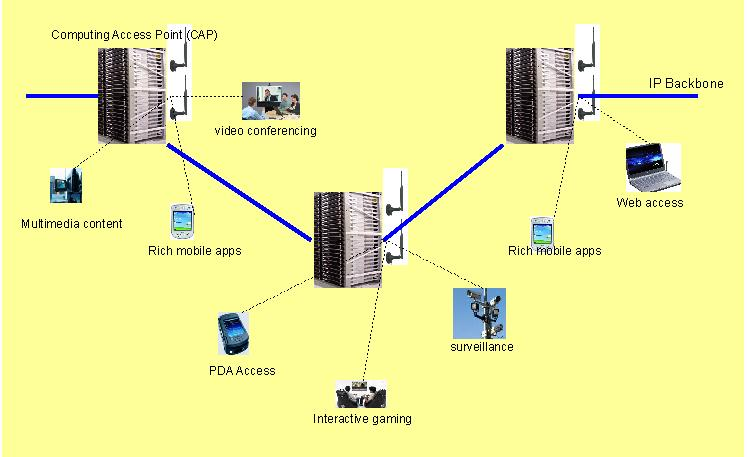 Computing Access Point (CAP)
IP Backbone
video conferencing
Multimedia content
Rich mobile apps
Web access
Rich mobile apps
PDA Access
surveillance
Interactive gaming